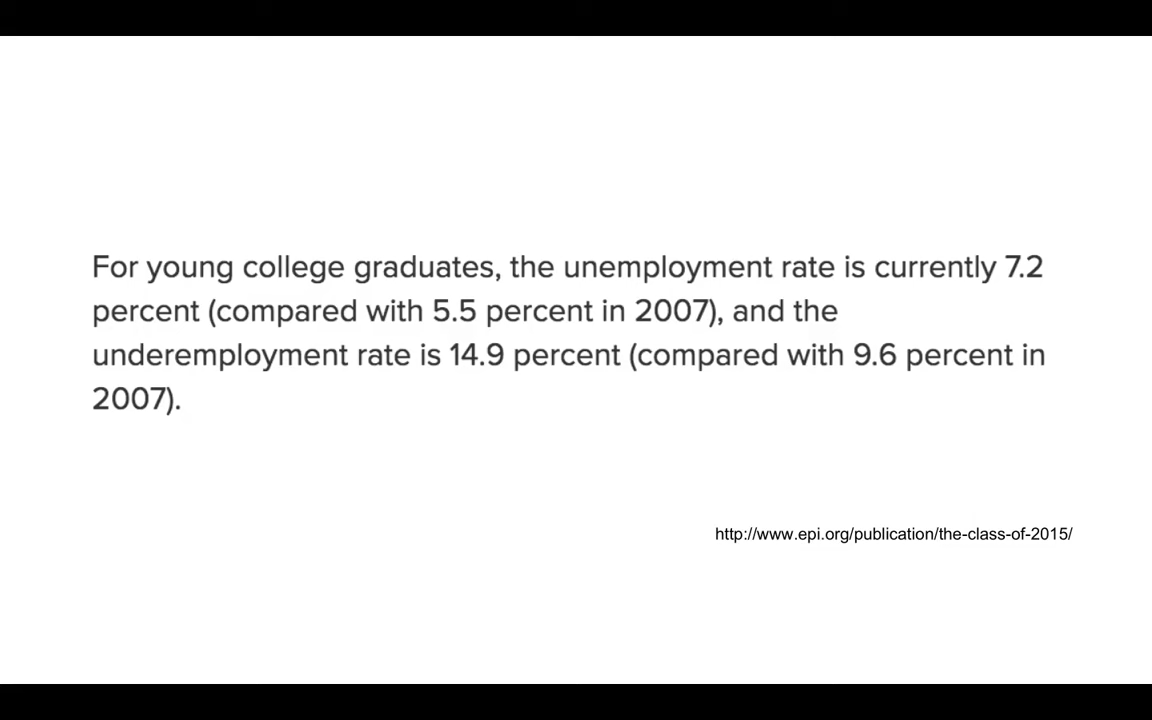 For young college graduates, the unemployment rate is currently 7.2
percent (compared with 5.5 percent in 2007), and the
underemployment rate is 14.9 percent (compared with 9.6 percent in
2007).
http://www.epi.org/publication/the-class-of-2015/